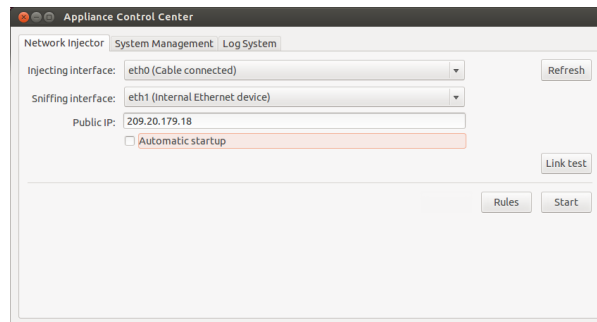 Appliance Control Center
Network Injector System Management Log System
Injecting interface: eth0 (Cable connected) Refresh
Sniffing interface: eth1 (Internal Ethernet device)
Public IP: 209.20.179.18
Automatic startup
Link test
Rules Start